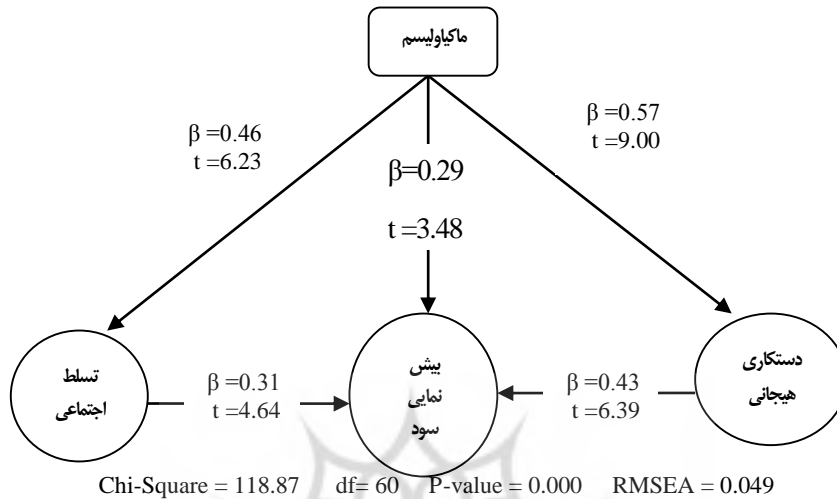 ماکیاولیسم
β =0.46
t =6.23
β=0.29
t =3.48
β =0.57
t =9.00
تسلط
اجتماعی
β =0.31
t =4.64
بیش
نمایی
سود
β =0.43
t =6.39
دستکاری
هیجانی
Chi-Square = 118.87 df= 60 P-value = 0.000 RMSEA = 0.049